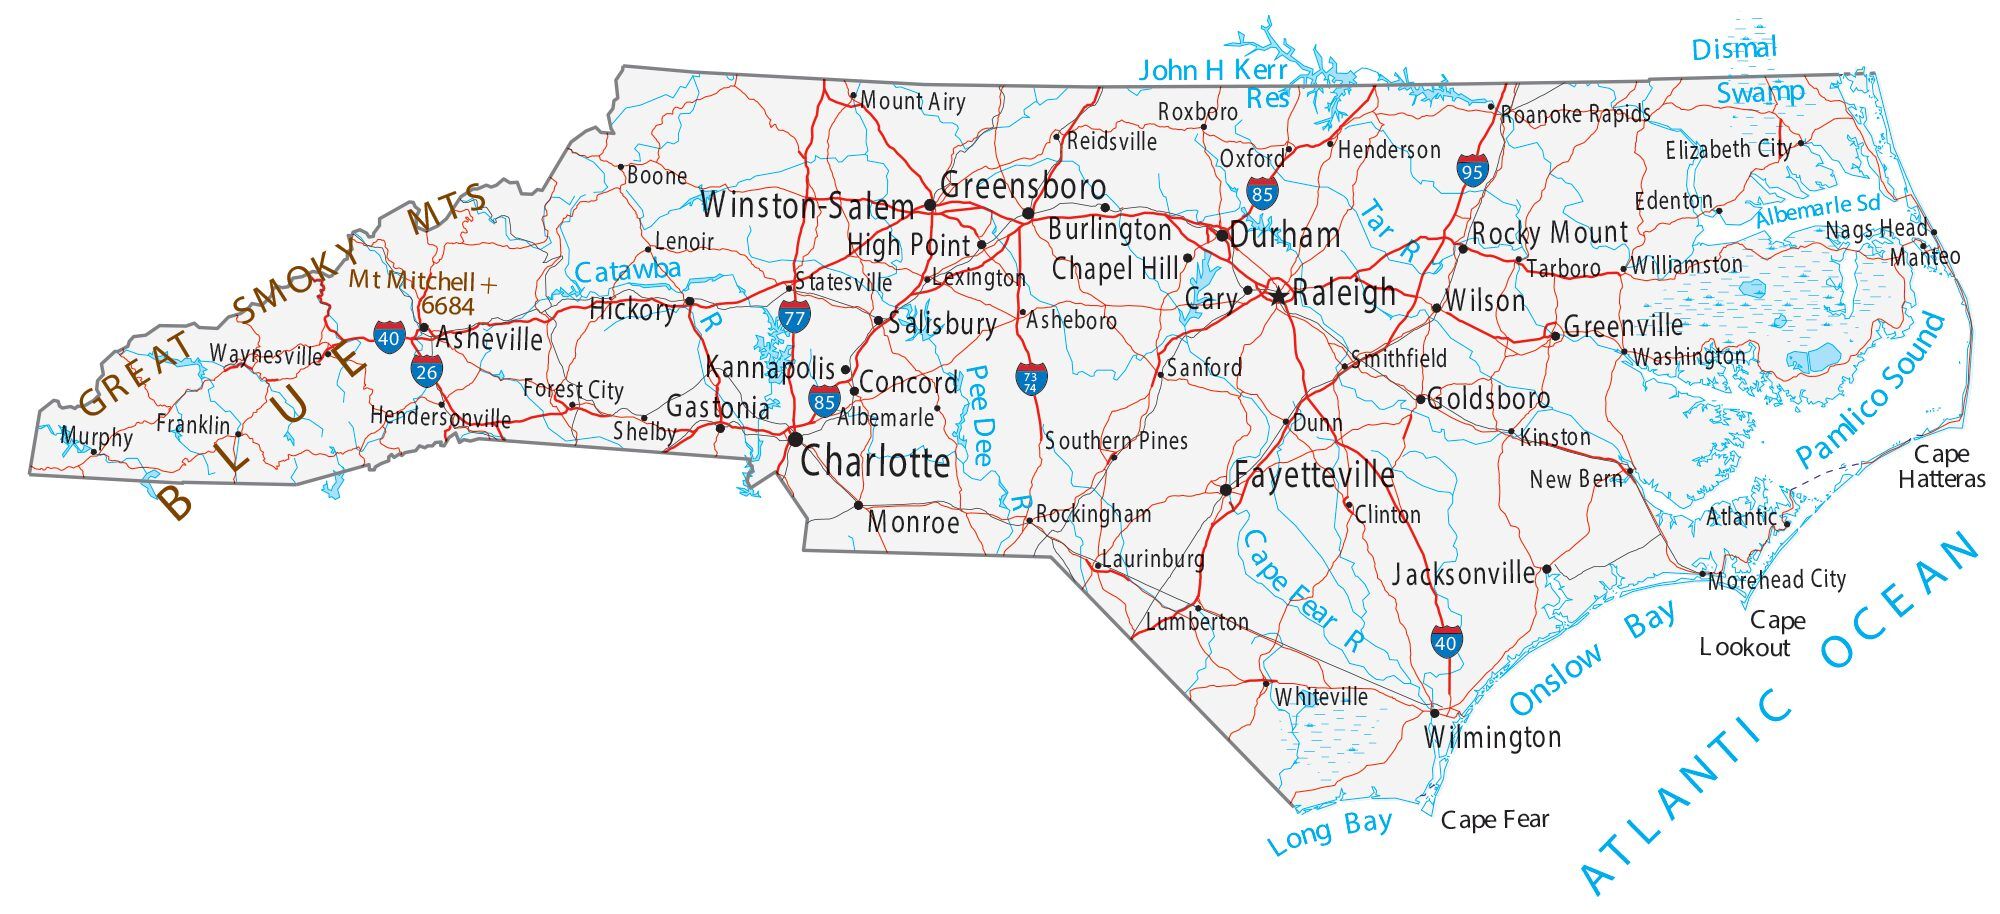 Dismal
Swamp
John H Kerr
Res
Mount Airy
Roxboro
Roanoke Rapids
Reidsville
Oxford
Henderson
Elizabeth City
Boone
95
85
Greensboro
Winston-Salem
Edenton
Albemarle Sd
GREAT SMOKY MTS
Tar R
Burlington
Durham
Rocky Mount
Nags Head
Lenoir
High Point
Chapel Hill
Tarboro
Williamston
Manteo
Catawba R
Mt Mitchell +
6684
Statesville
Lexington
Cary
Raleigh
Wilson
Hickory
77
Salisbury
Asheboro
Greenville
40
Asheville
Waynesville
26
Kannapolis
Concord
73
74
Sanford
Smithfield
Washington
Pamlico Sound
BLUE
Forest City
Gastonia
85
Albemarle
Pee Dee R
Goldsboro
Hendersonville
Franklin
Murphy
Shelby
Charlotte
Southern Pines
Dunn
Kinston
Cape
Hatteras
Fayetteville
New Bern
Monroe
Rockingham
Clinton
Atlantic
Laurinburg
Cape Fear R
Jacksonville
Morehead City
Lumberton
Cape
Lookout
40
Onslow Bay
Whiteville
Wilmington
Cape Fear
Long Bay
ATLANTIC OCEAN